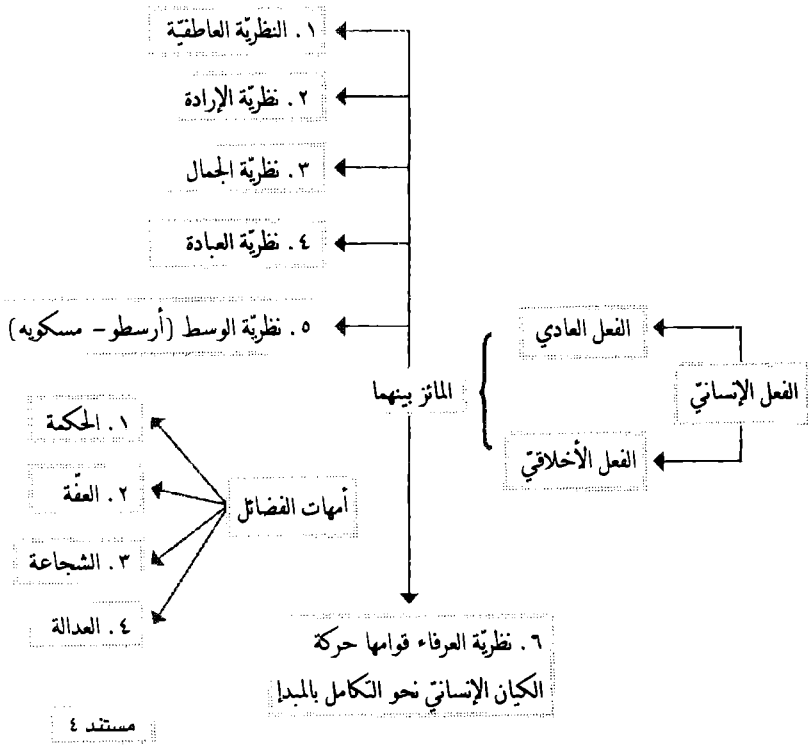 ١. النظريّة العاطفيّة
٢. نظريّة الإرادة
٣. نظريّة الجمال
٤. نظريّة العبادة
٥. نظريّة الوسط (أرسطو- مسكويه)
الفعل الإنسانيّ
الفعل العادي
الفعل الأخلاقيّ
المائز بينهما
أمهات الفضائل
١. الحكمة
٢. العفّة
٣. الشجاعة
٤. العدالة
٦. نظريّة العرفاء قوامها حركة
الكيان الإنسانيّ نحو التكامل بالمبدإ
مستند ٤